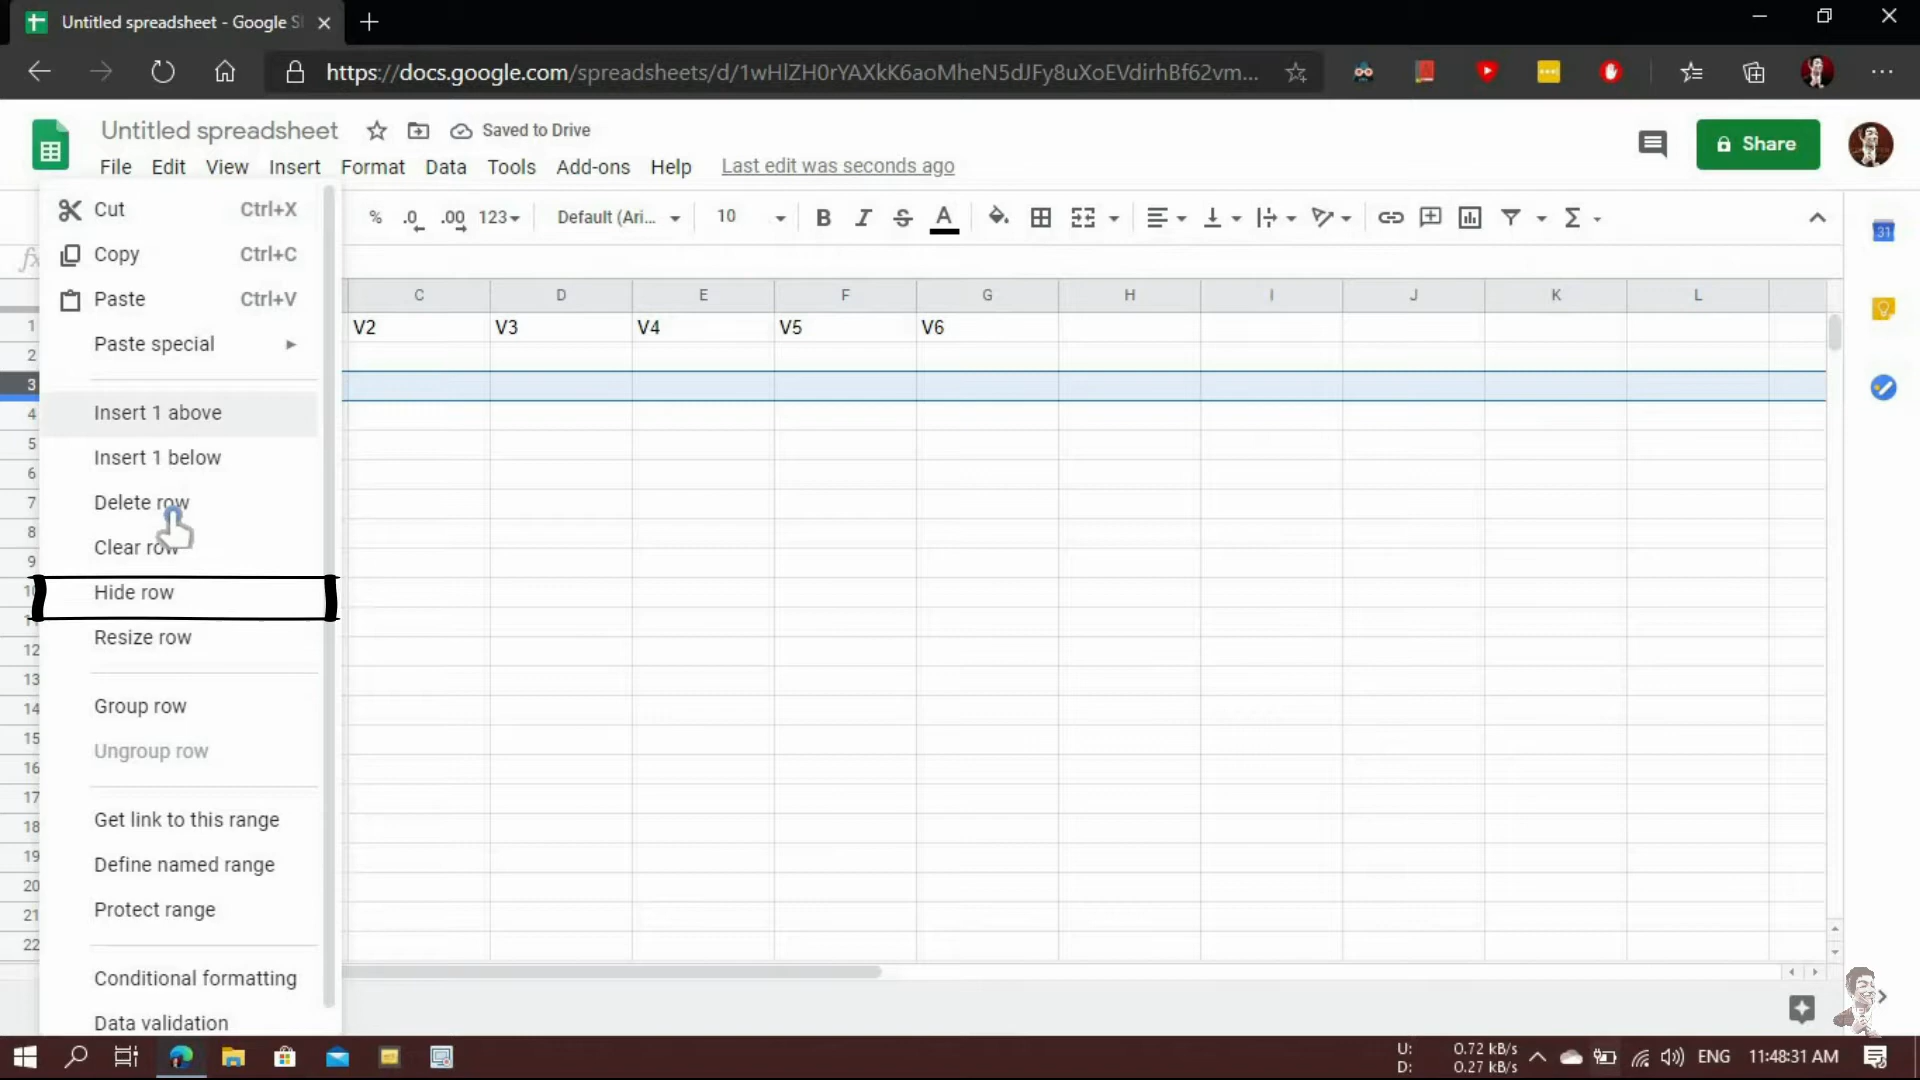 Untitled spreadsheet - Google S
https://docs.google.com/spreadsheets/d/1wHlZH0rYAXkK6aoMheN5dJFy8uXoEVdirhBf62vm...
Untitled spreadsheet Saved to Drive
File Edit View Insert Format Data Tools Add-ons Help Last edit was seconds ago
Share
% .0 .00 123 Default (Ari... 10 B I S A Σ
31
fx
Cut Ctrl+X
Copy Ctrl+C
Paste Ctrl+V
Paste special
Insert 1 above
Insert 1 below
Delete row
Clear row
Hide row
Resize row
Group row
Ungroup row
Get link to this range
Define named range
Protect range
Conditional formatting
Data validation
C D E F G H I J K L
1 V2 V3 V4 V5 V6
2
3
4
5
6
7
8
9
10
11
12
13
14
15
16
17
18
19
20
21
22
U: 0.72 kB/s
D: 0.27 kB/s
ENG 11:48:31 AM